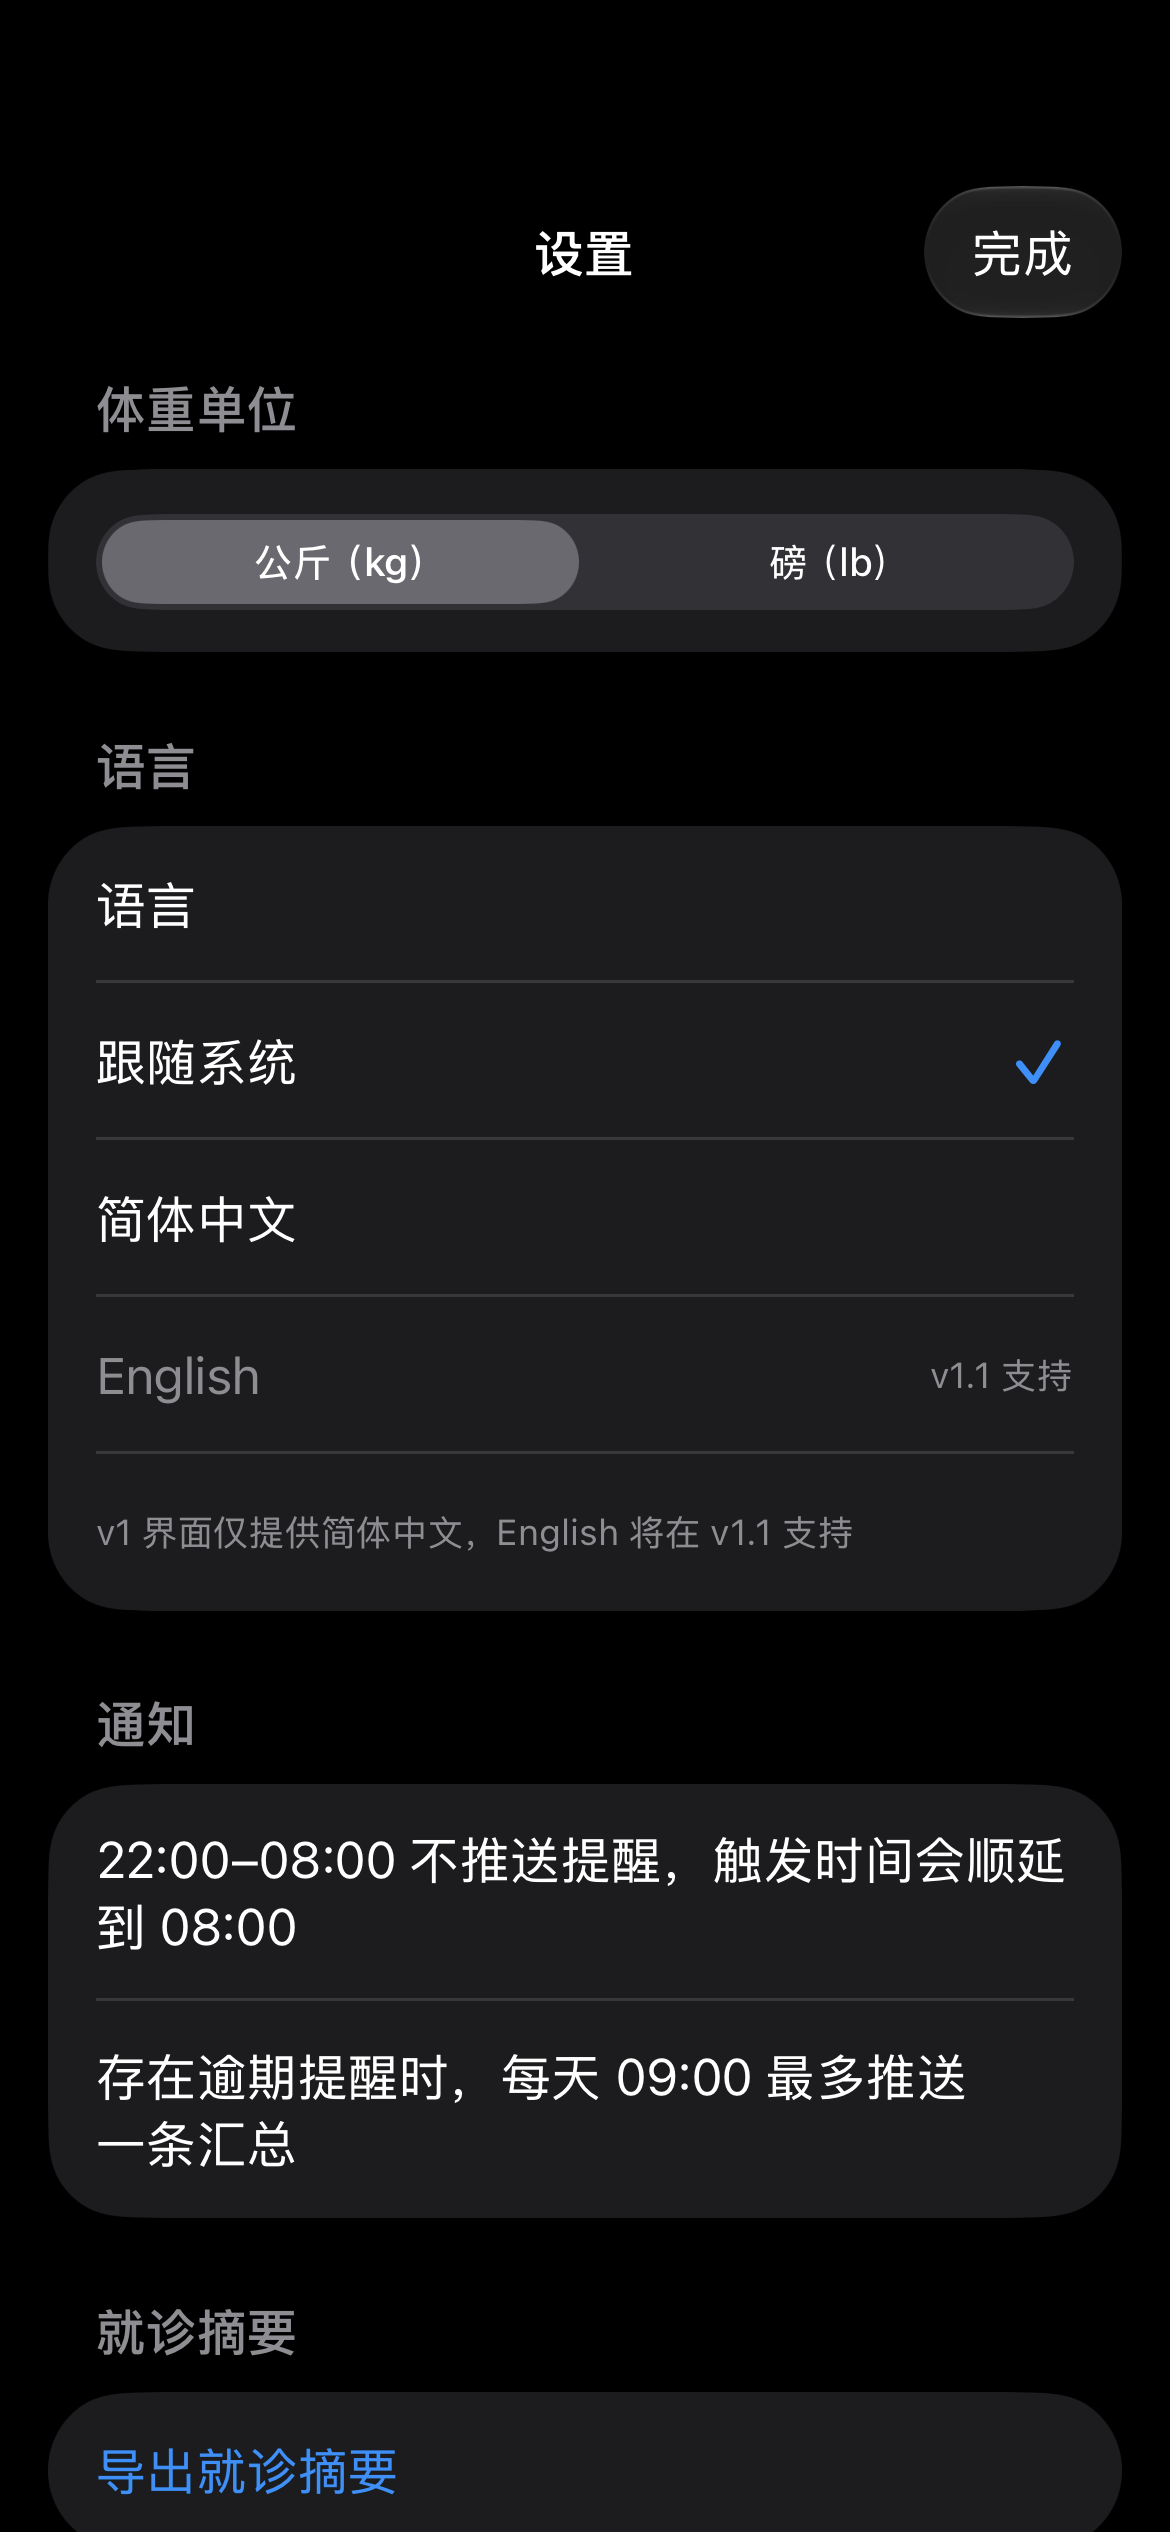 设置
完成
体重单位
公斤（kg）
磅（lb）
语言
语言
跟随系统
简体中文
English
v1.1 支持
v1 界面仅提供简体中文，English 将在 v1.1 支持
通知
22:00–08:00 不推送提醒，触发时间会顺延
到 08:00
存在逾期提醒时，每天 09:00 最多推送
一条汇总
就诊摘要
导出就诊摘要